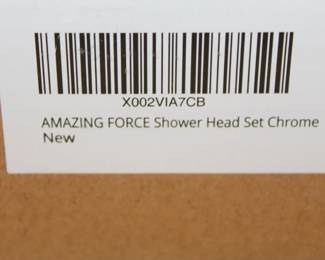 X002VIA7CB
AMAZING FORCE Shower Head Set Chrome
New